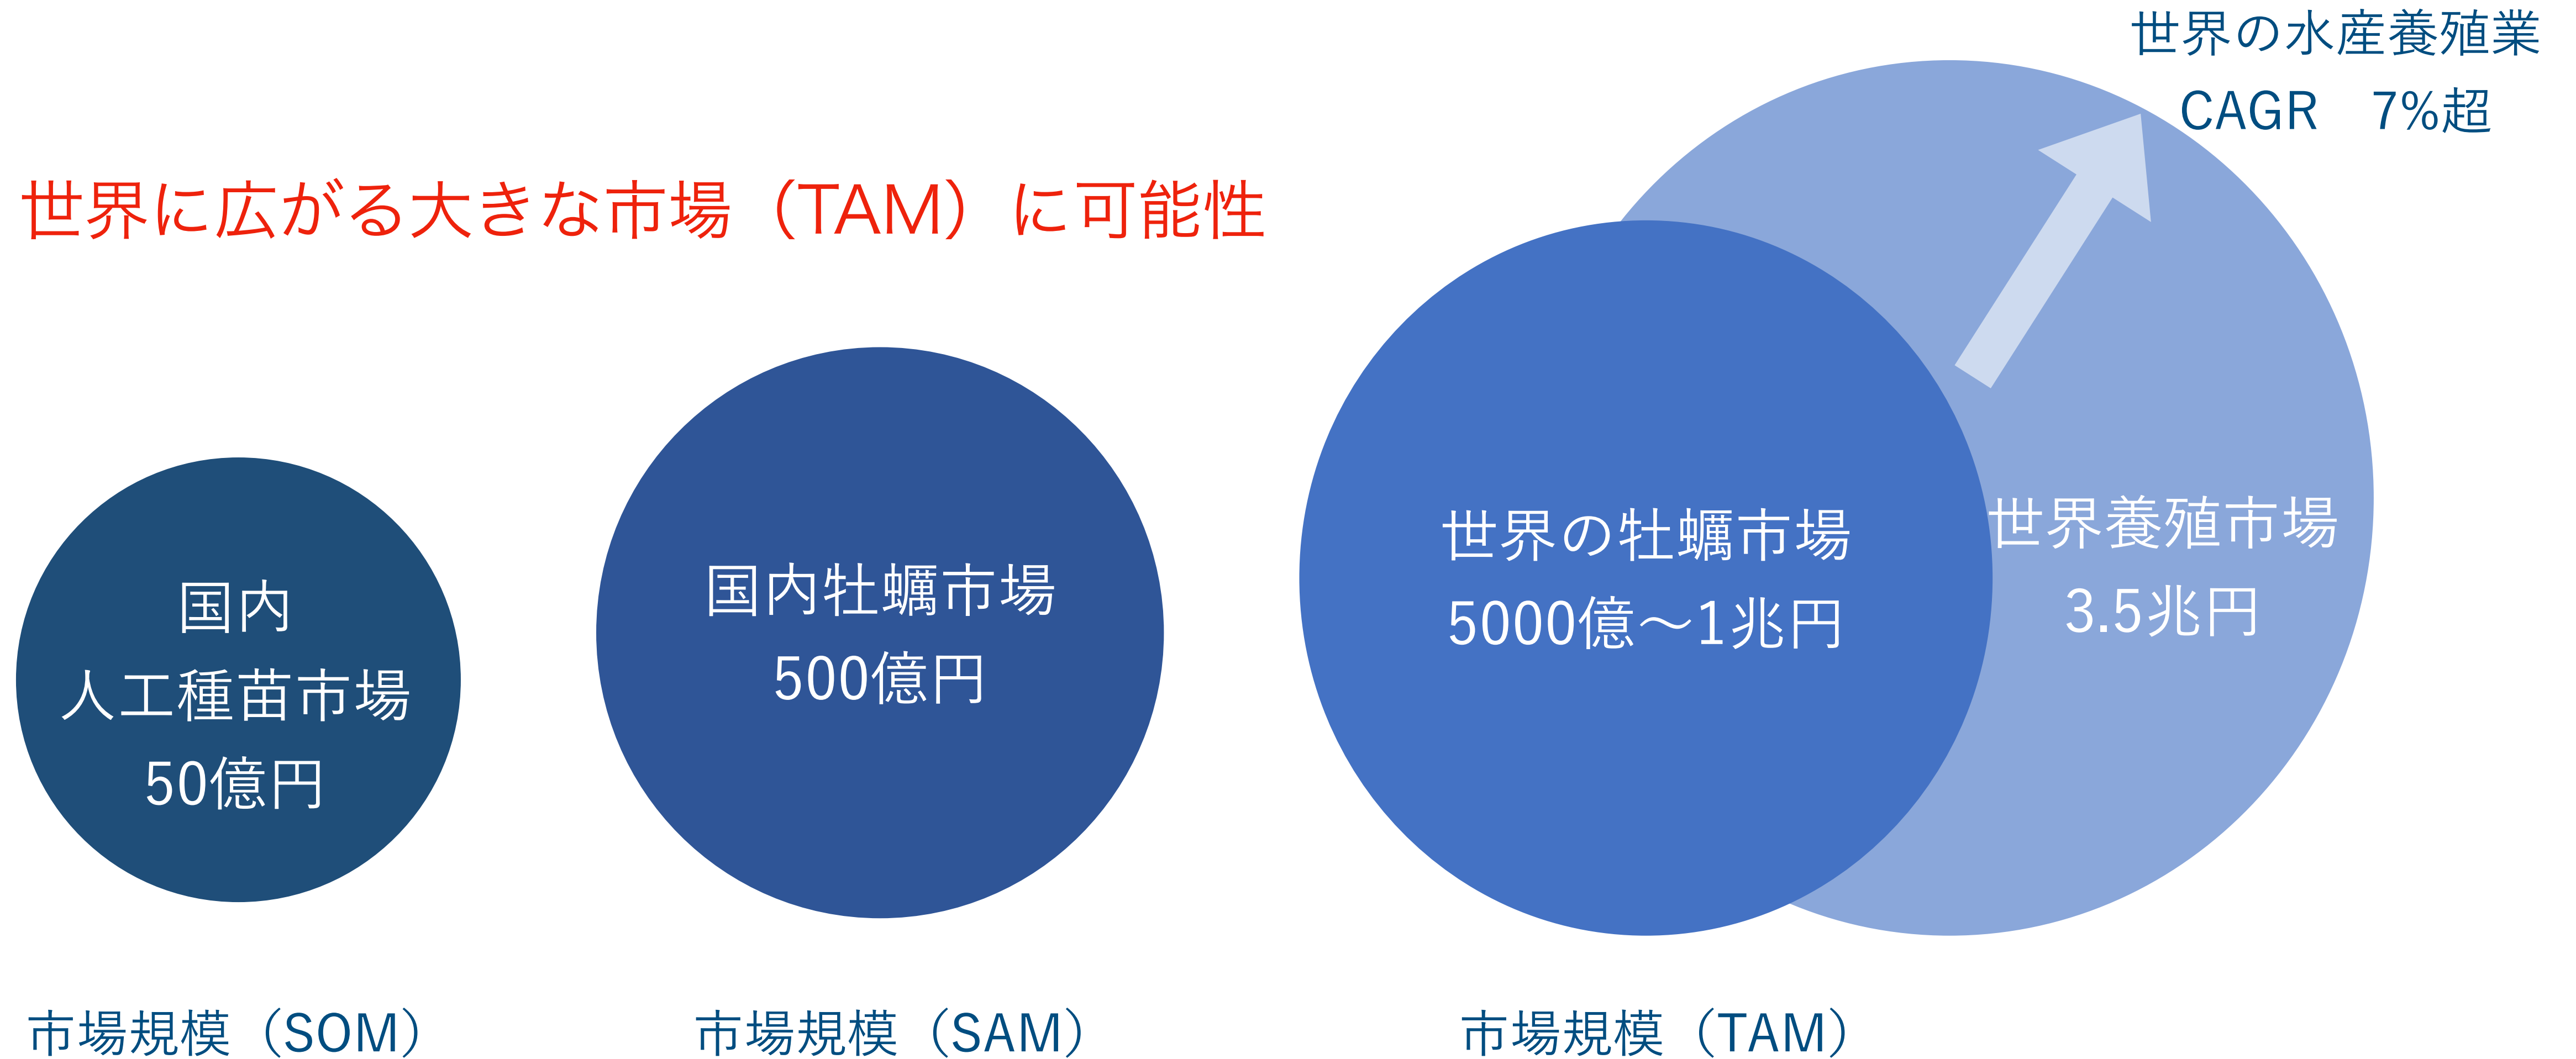 世界の水産養殖業
CAGR　7%超
世界に広がる大きな市場（TAM）に可能性
国内
人工種苗市場
50億円
国内牡蠣市場
500億円
世界の牡蠣市場
5000億～1兆円
世界養殖市場
3.5兆円
市場規模（SOM）
市場規模（SAM）
市場規模（TAM）